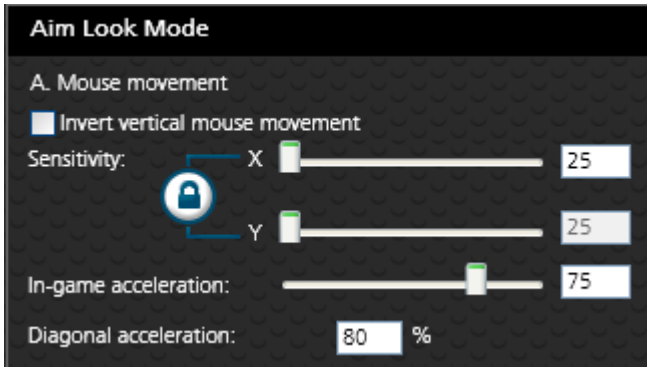 Aim Look Mode
A. Mouse movement
Invert vertical mouse movement
Sensitivity: X 25
Y 25
In-game acceleration: 75
Diagonal acceleration: 80 %